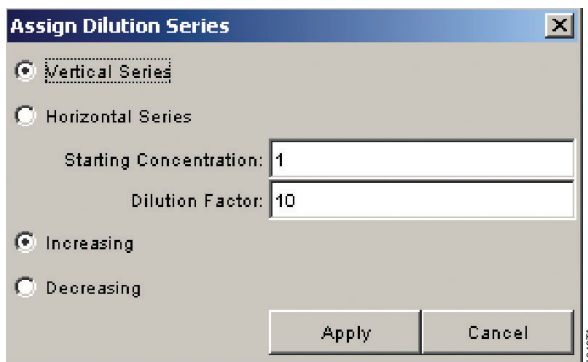 Assign Dilution Series
Vertical Series
Horizontal Series
Starting Concentration: 1
Dilution Factor: 10
Increasing
Decreasing
Apply Cancel